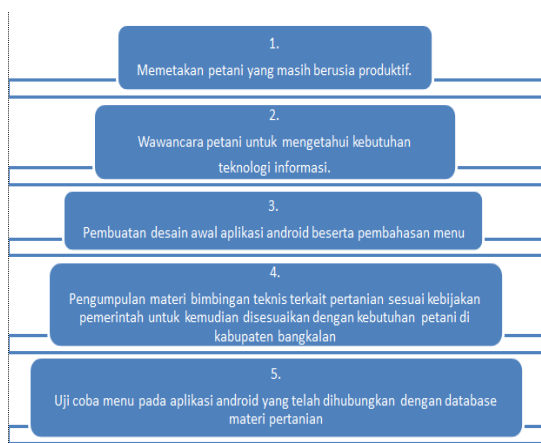 1.
Memetakan petani yang masih berusia produktif.
2.
Wawancara petani untuk mengetahui kebutuhan
teknologi informasi.
3.
Pembuatan desain awal aplikasi android beserta pembahasan menu
4.
Pengumpulan materi bimbingan teknis terkait pertanian sesuai kebijakan
pemerintah untuk kemudian disesuaikan dengan kebutuhan petani di
kabupaten bangkalan
5.
Uji coba menu pada aplikasi android yang telah dihubungkan dengan database
materi pertanian